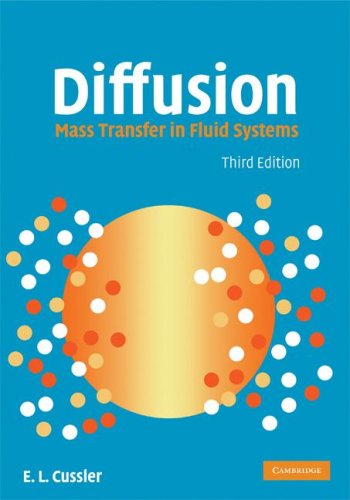 Diffusion
Mass Transfer in Fluid Systems
Third Edition
E. L. Cussler
CAMBRIDGE